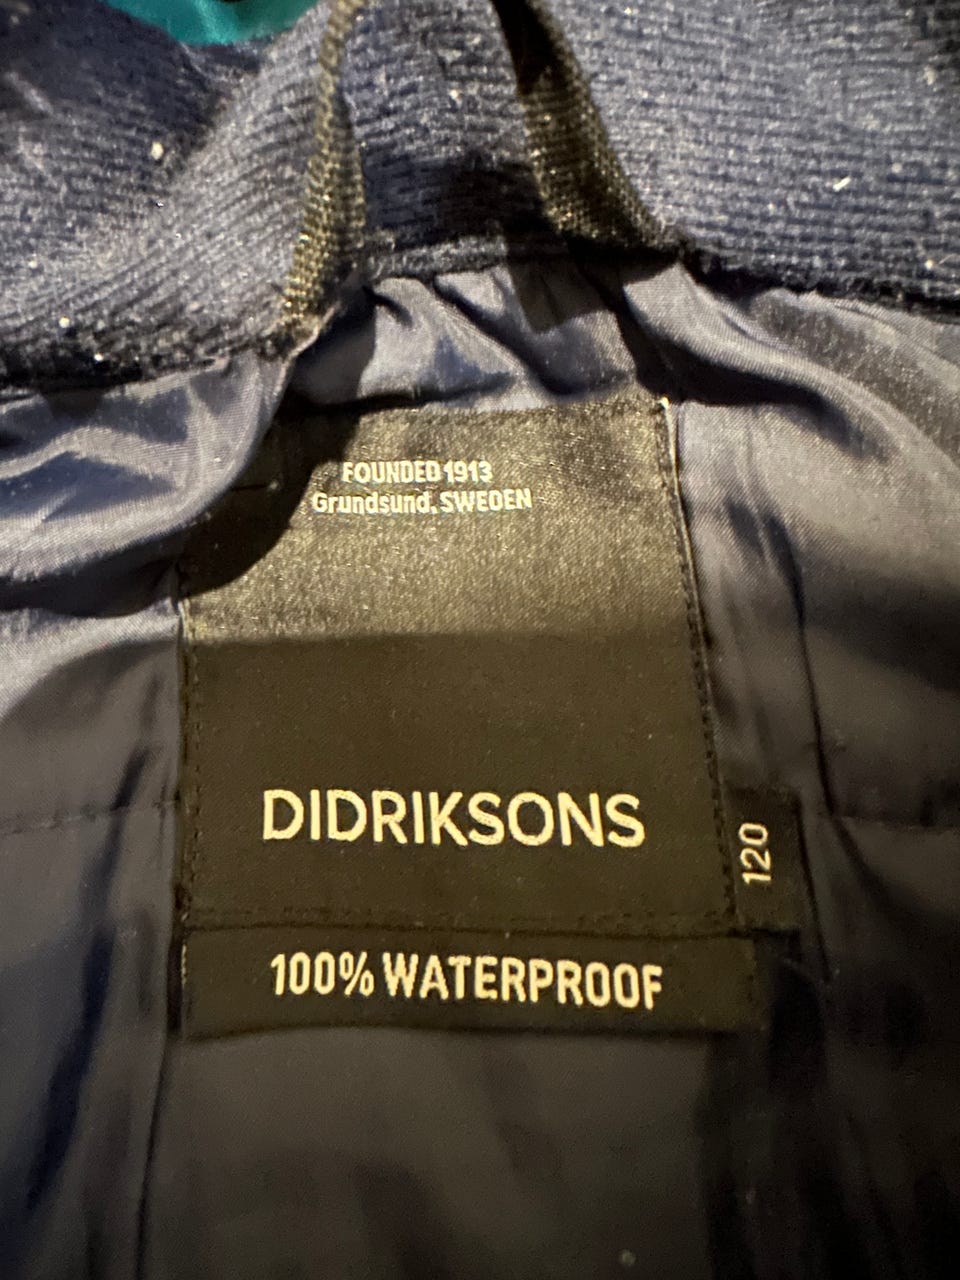 FOUNDED 1913
Grundsund, SWEDEN
DIDRIKSONS
120
100% WATERPROOF